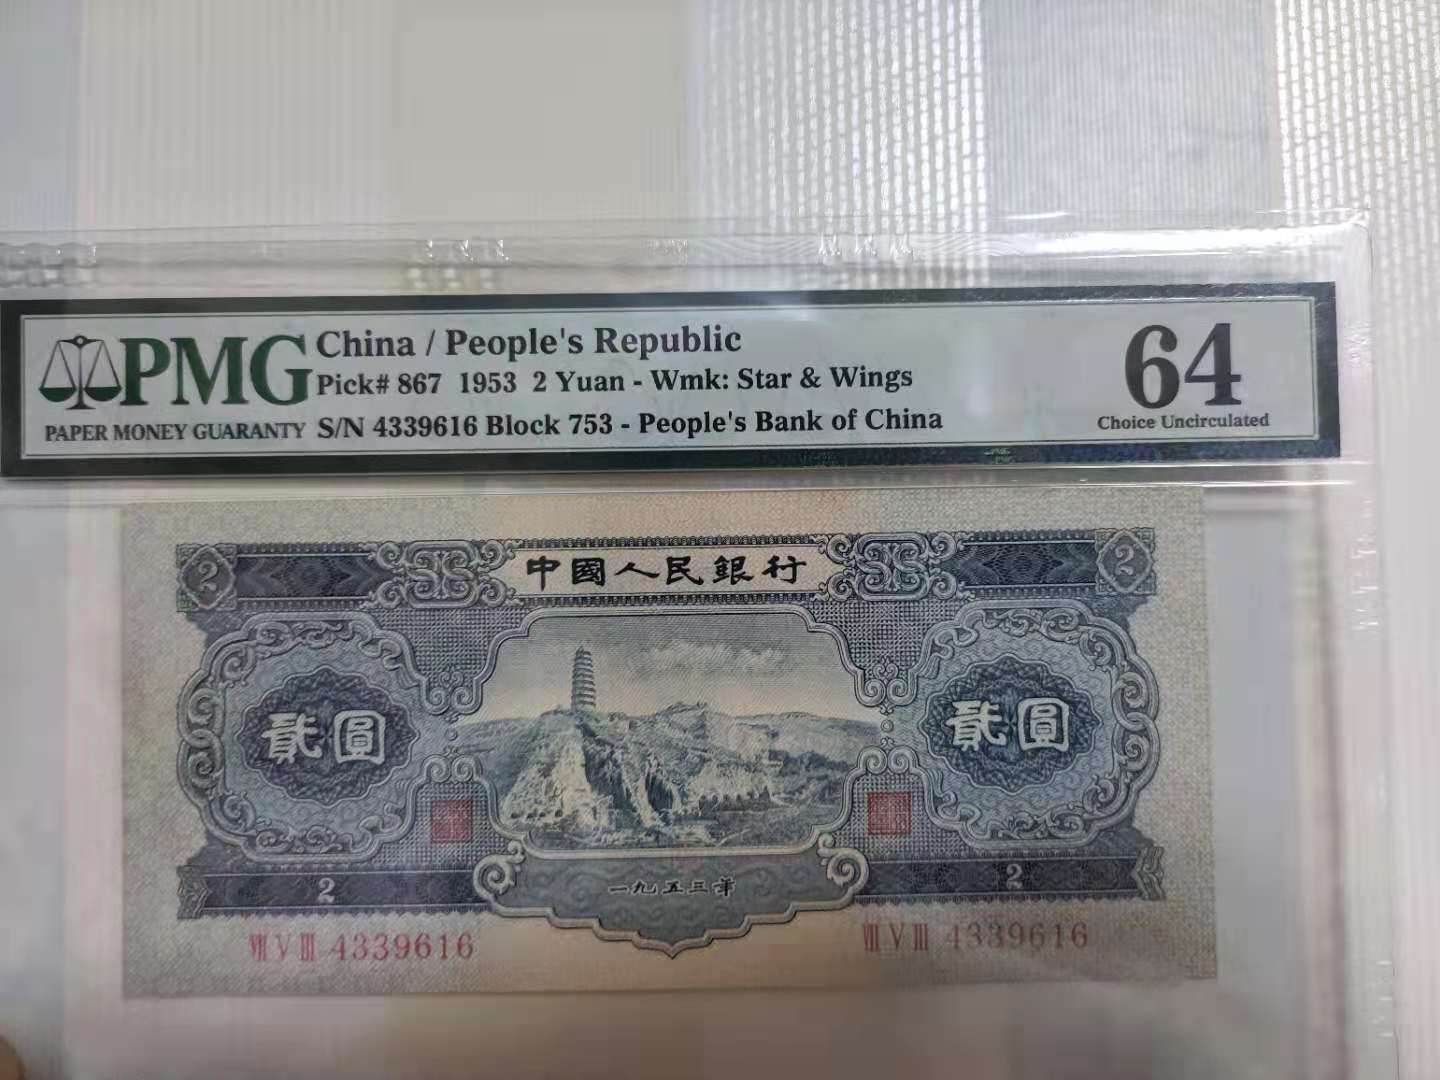 PMG
PAPER MONEY GUARANTY
China / People's Republic
Pick# 867 1953 2 Yuan - Wmk: Star & Wings
S/N 4339616 Block 753 - People's Bank of China
64
Choice Uncirculated
2 中國人民銀行 2
貳圓 貳圓
2 一九五三年 2
Ⅶ Ⅴ Ⅲ 4339616 Ⅶ Ⅴ Ⅲ 4339616